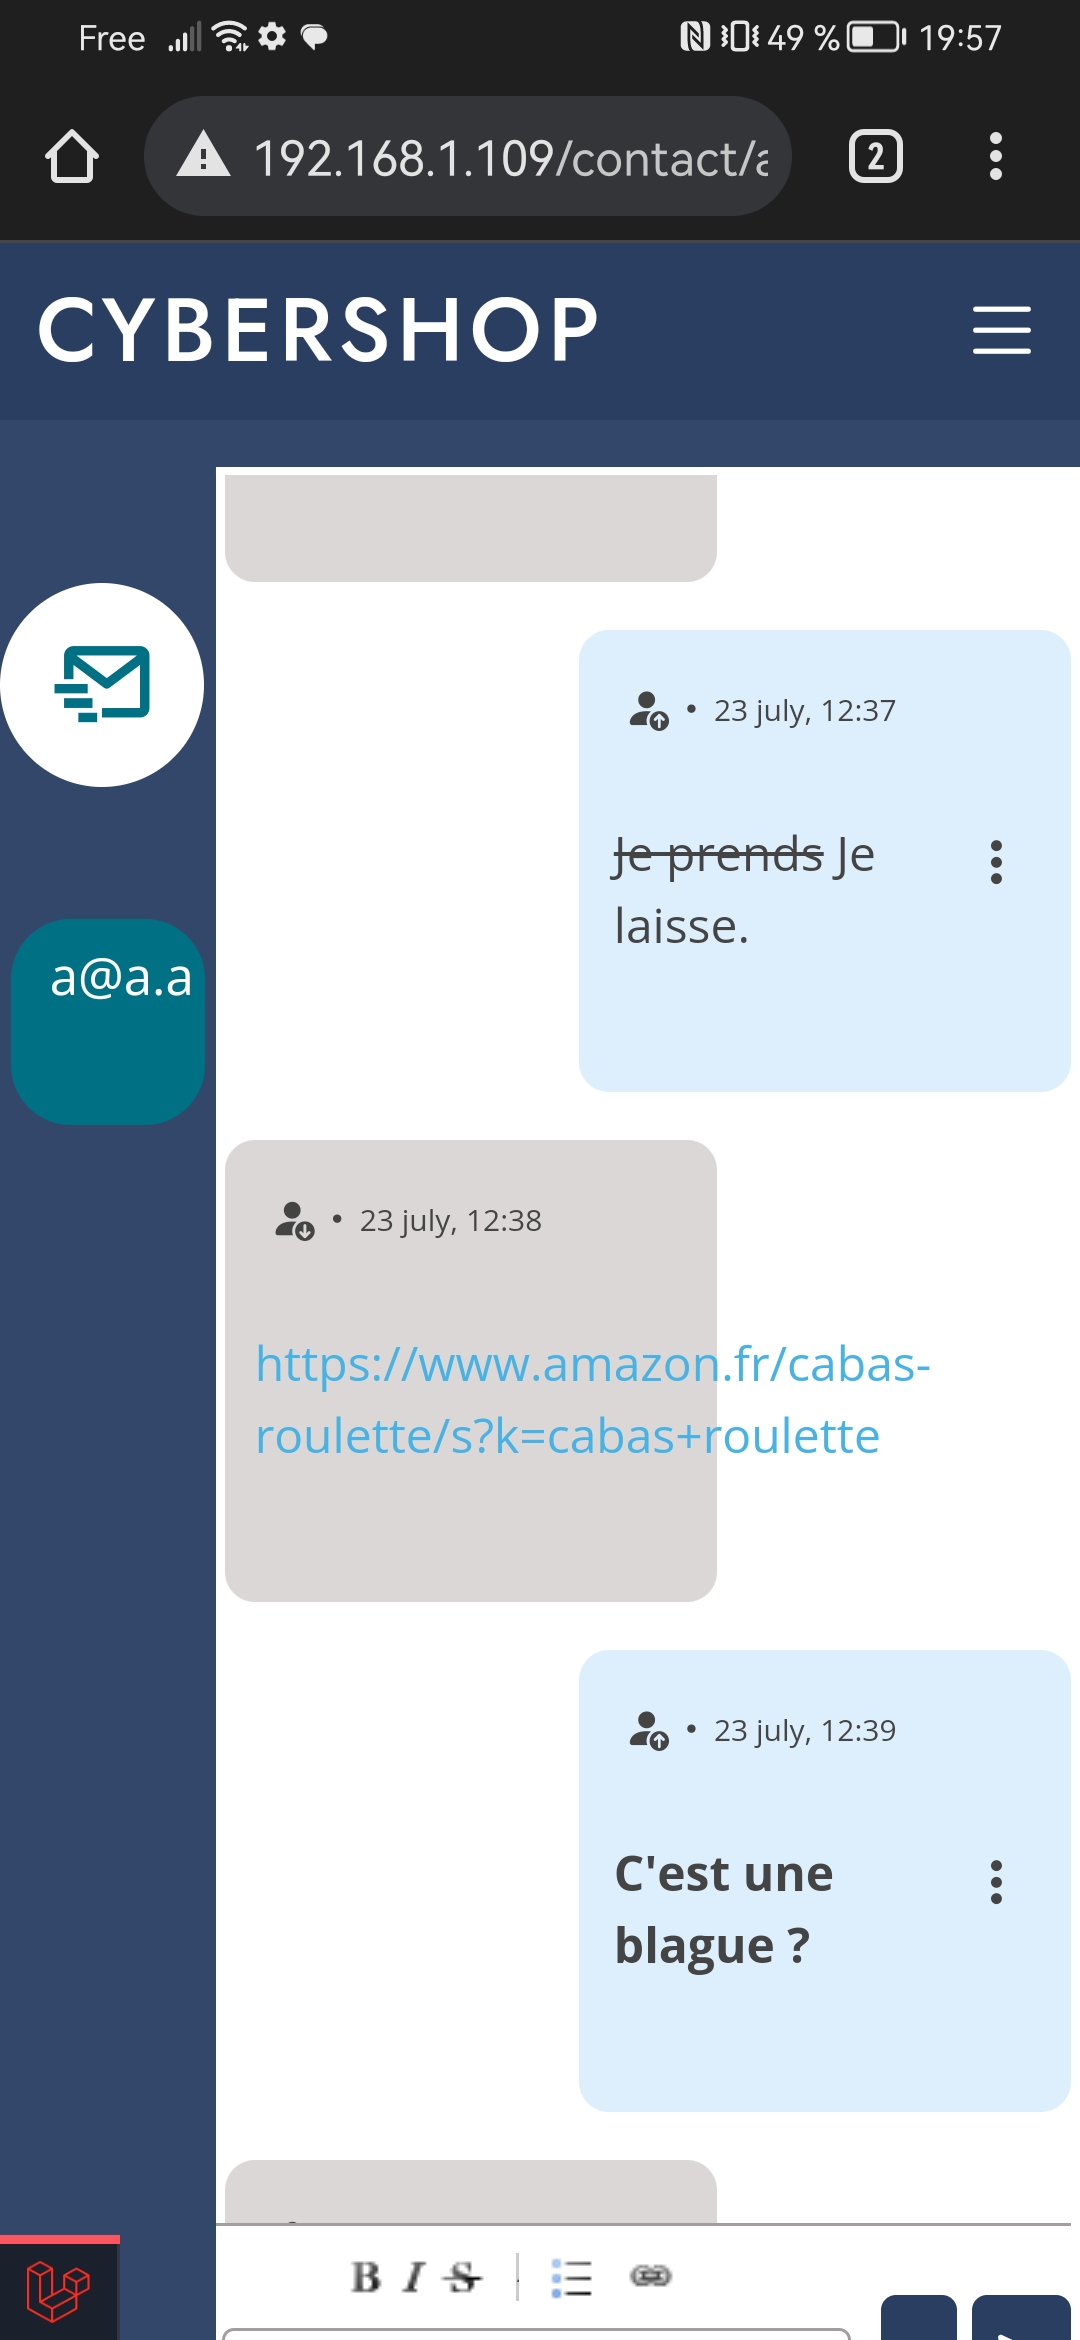 Free 49 % 19:57
192.168.1.109/contact/
2
CYBERSHOP
23 july, 12:37
Je prends Je
laisse.
a@a.a
23 july, 12:38
https://www.amazon.fr/cabas-
roulette/s?k=cabas+roulette
23 july, 12:39
C'est une
blague ?
B I S